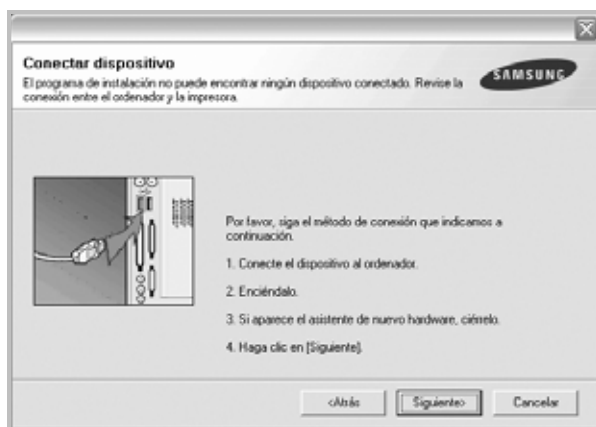 Conectar dispositivo
El programa de instalación no puede encontrar ningún dispositivo conectado. Revise la
conexión entre el ordenador y la impresora.
SAMSUNG
Por favor, siga el método de conexión que indicamos a
continuación.
1. Conecte el dispositivo al ordenador.
2. Enciéndalo.
3. Si aparece el asistente de nuevo hardware, ciérrelo.
4. Haga clic en [Siguiente].
<Atrás
Siguiente>
Cancelar